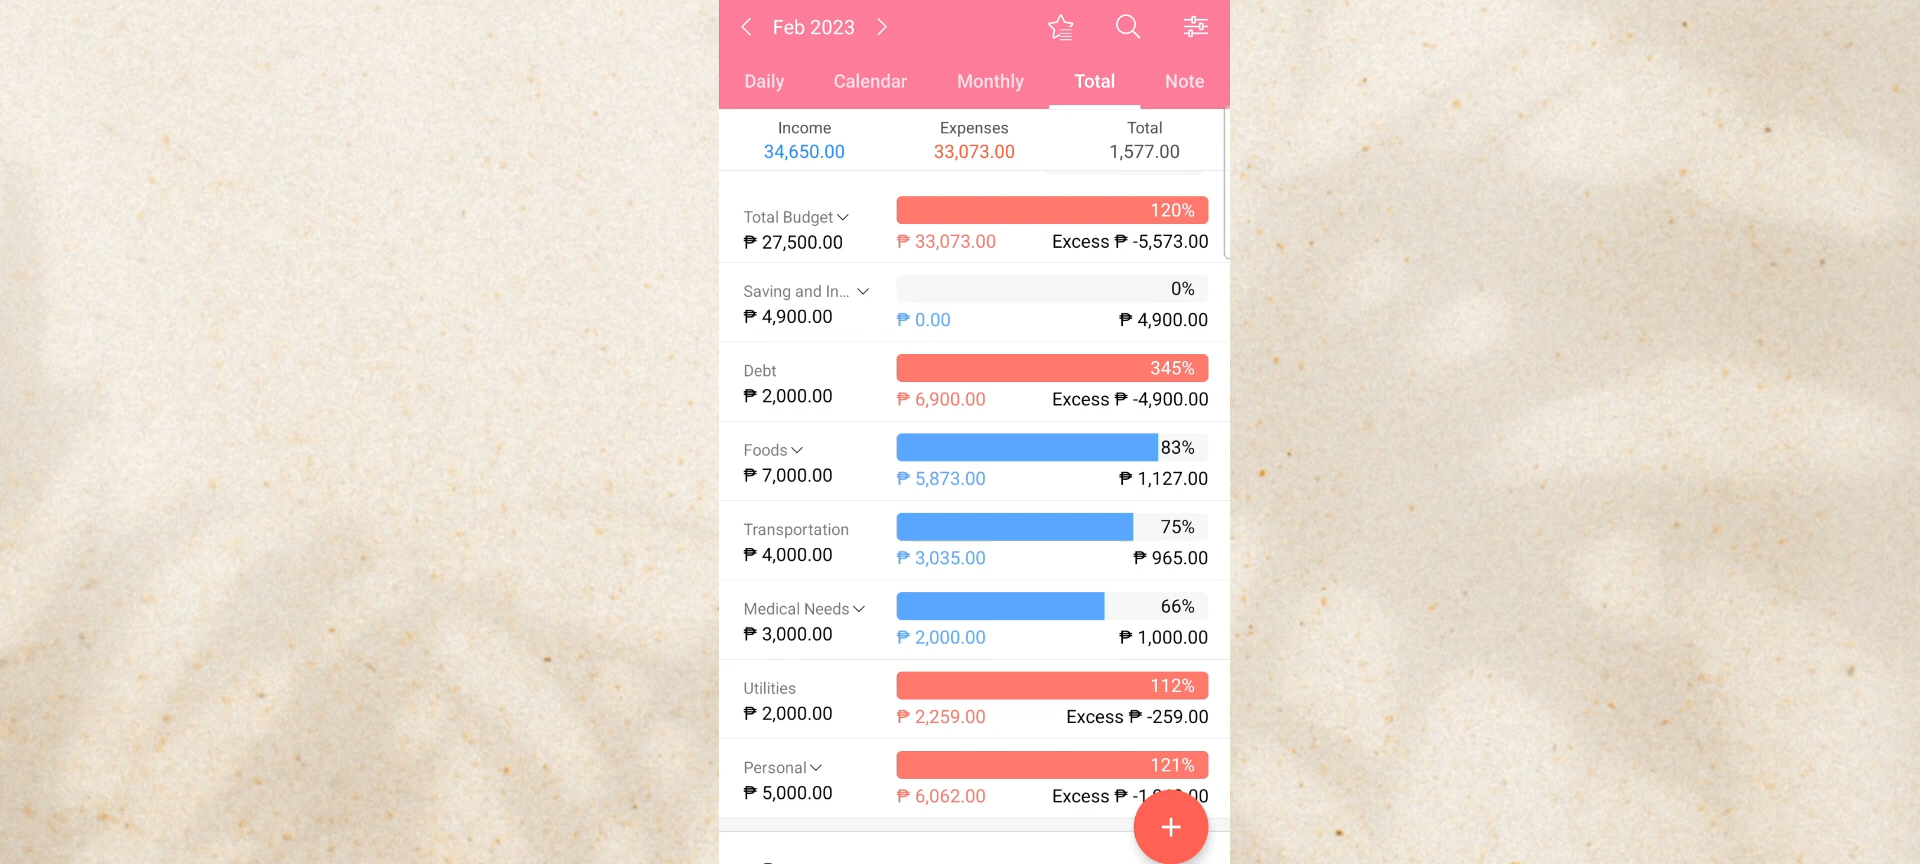 Feb 2023
Daily Calendar Monthly Total Note
Income Expenses Total
34,650.00 33,073.00 1,577.00
Total Budget 120%
₱ 27,500.00 ₱ 33,073.00 Excess ₱ -5,573.00
Saving and In... 0%
₱ 4,900.00 ₱ 0.00 ₱ 4,900.00
Debt 345%
₱ 2,000.00 ₱ 6,900.00 Excess ₱ -4,900.00
Foods 83%
₱ 7,000.00 ₱ 5,873.00 ₱ 1,127.00
Transportation 75%
₱ 4,000.00 ₱ 3,035.00 ₱ 965.00
Medical Needs 66%
₱ 3,000.00 ₱ 2,000.00 ₱ 1,000.00
Utilities 112%
₱ 2,000.00 ₱ 2,259.00 Excess ₱ -259.00
Personal 121%
₱ 5,000.00 ₱ 6,062.00 Excess ₱
+